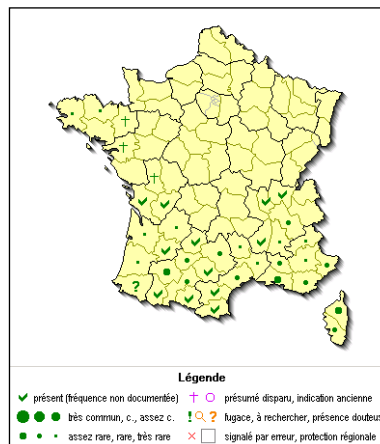 Légende
présent (fréquence non documentée) présumé disparu, indication ancienne
très commun, c., assez c. fugace, à rechercher, présence douteus
assez rare, rare, très rare signalé par erreur, protection régionale